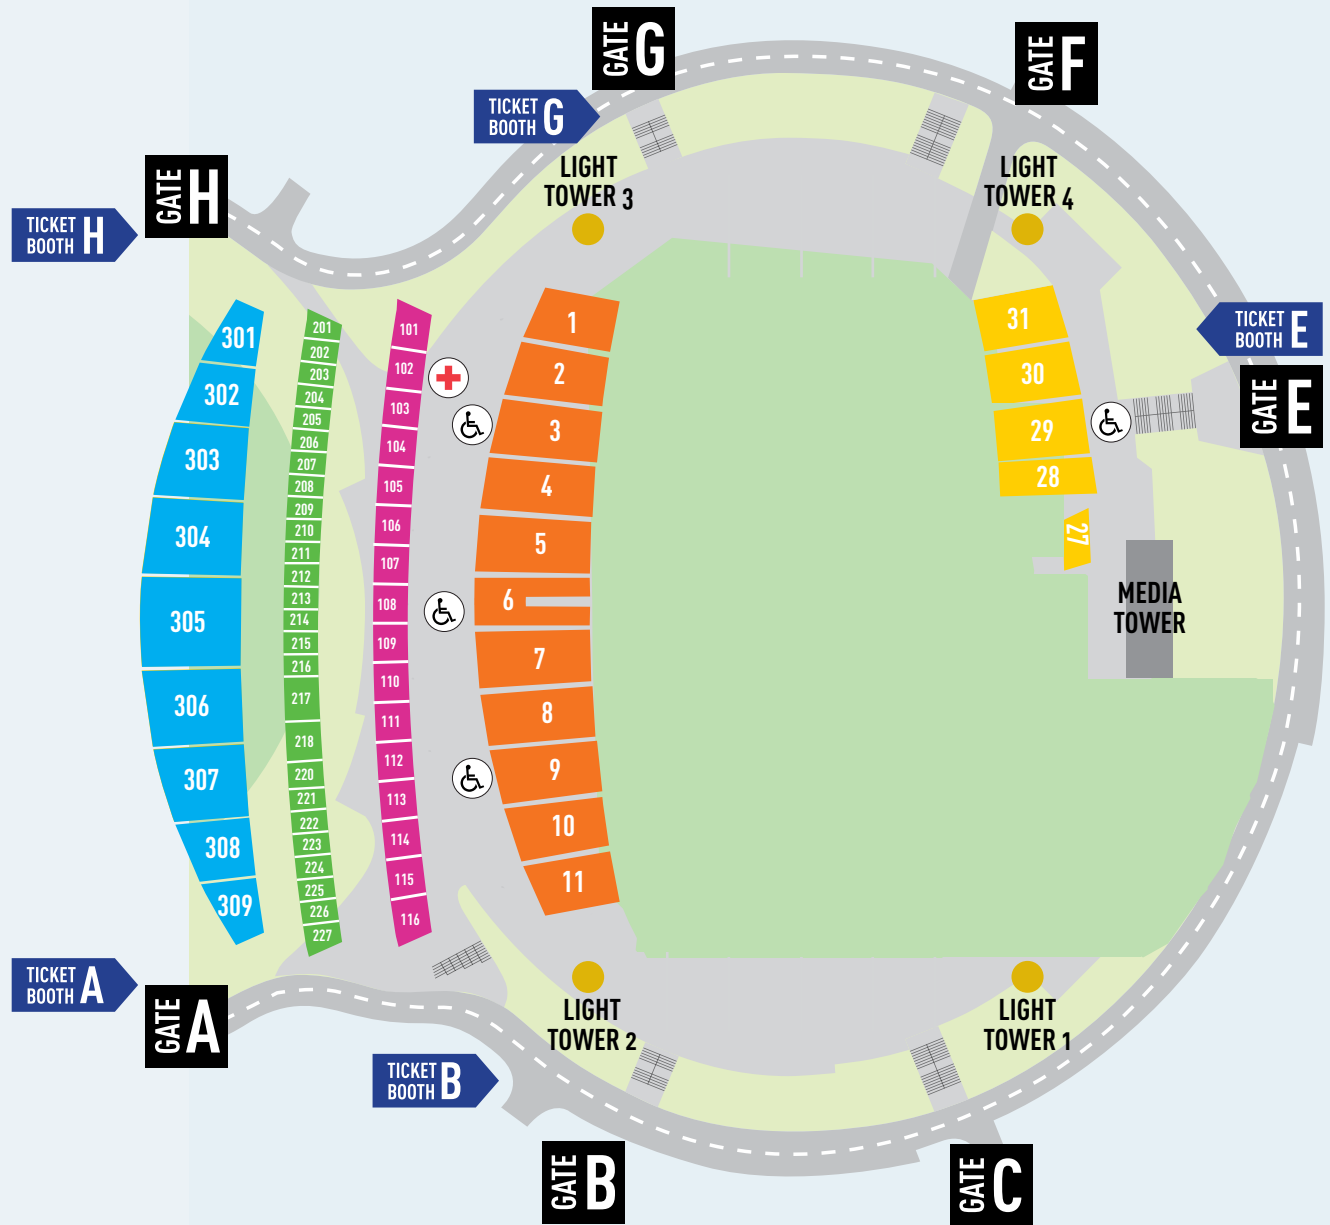 GATE G
GATE F
TICKET
BOOTH G
LIGHT
TOWER 3
LIGHT
TOWER 4
GATE H
TICKET
BOOTH H
TICKET
BOOTH E
GATE E
301
302
303
304
305
306
307
308
309
201
202
203
204
205
206
207
208
209
210
211
212
213
214
215
216
217
218
220
221
222
223
224
225
226
227
101
102
103
104
105
106
107
108
109
110
111
112
113
114
115
116
1
2
3
4
5
6
7
8
9
10
11
31
30
29
28
27
MEDIA
TOWER
TICKET
BOOTH A
GATE A
LIGHT
TOWER 2
LIGHT
TOWER 1
TICKET
BOOTH B
GATE B
GATE C